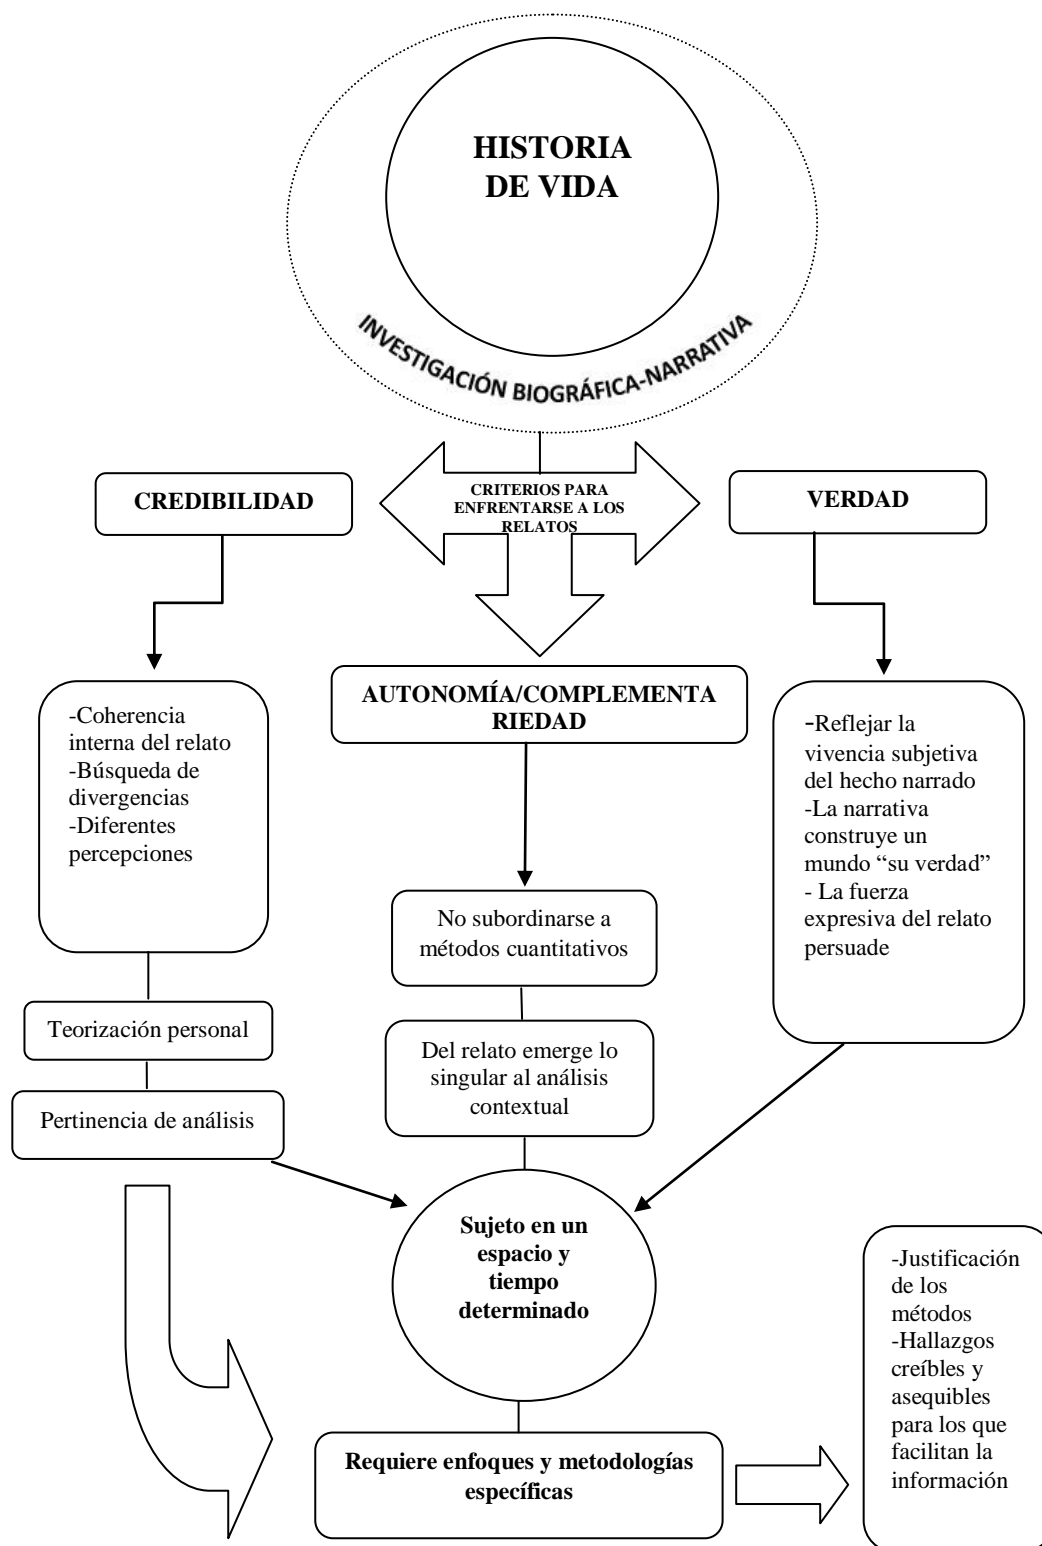 HISTORIA
DE VIDA
INVESTIGACIÓN BIOGRÁFICA-NARRATIVA
CRITERIOS PARA
ENFRENTARSE A LOS
RELATOS
CREDIBILIDAD
VERDAD
AUTONOMÍA/COMPLEMENTA
RIEDAD
-Coherencia
interna del relato
-Búsqueda de
divergencias
-Diferentes
percepciones
-Reflejar la
vivencia subjetiva
del hecho narrado
-La narrativa
construye un
mundo “su verdad”
- La fuerza
expresiva del relato
persuade
No subordinarse a
métodos cuantitativos
Teorización personal
Del relato emerge lo
singular al análisis
contextual
Pertinencia de análisis
Sujeto en un
espacio y
tiempo
determinado
-Justificación
de los
métodos
-Hallazgos
creíbles y
asequibles
para los que
facilitan la
información
Requiere enfoques y metodologías
específicas